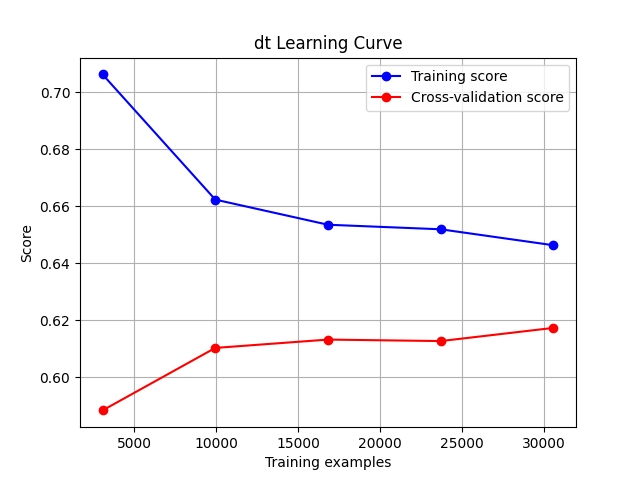 dt Learning Curve
Training score
Cross-validation score
Score
0.70
0.68
0.66
0.64
0.62
0.60
5000 10000 15000 20000 25000 30000
Training examples